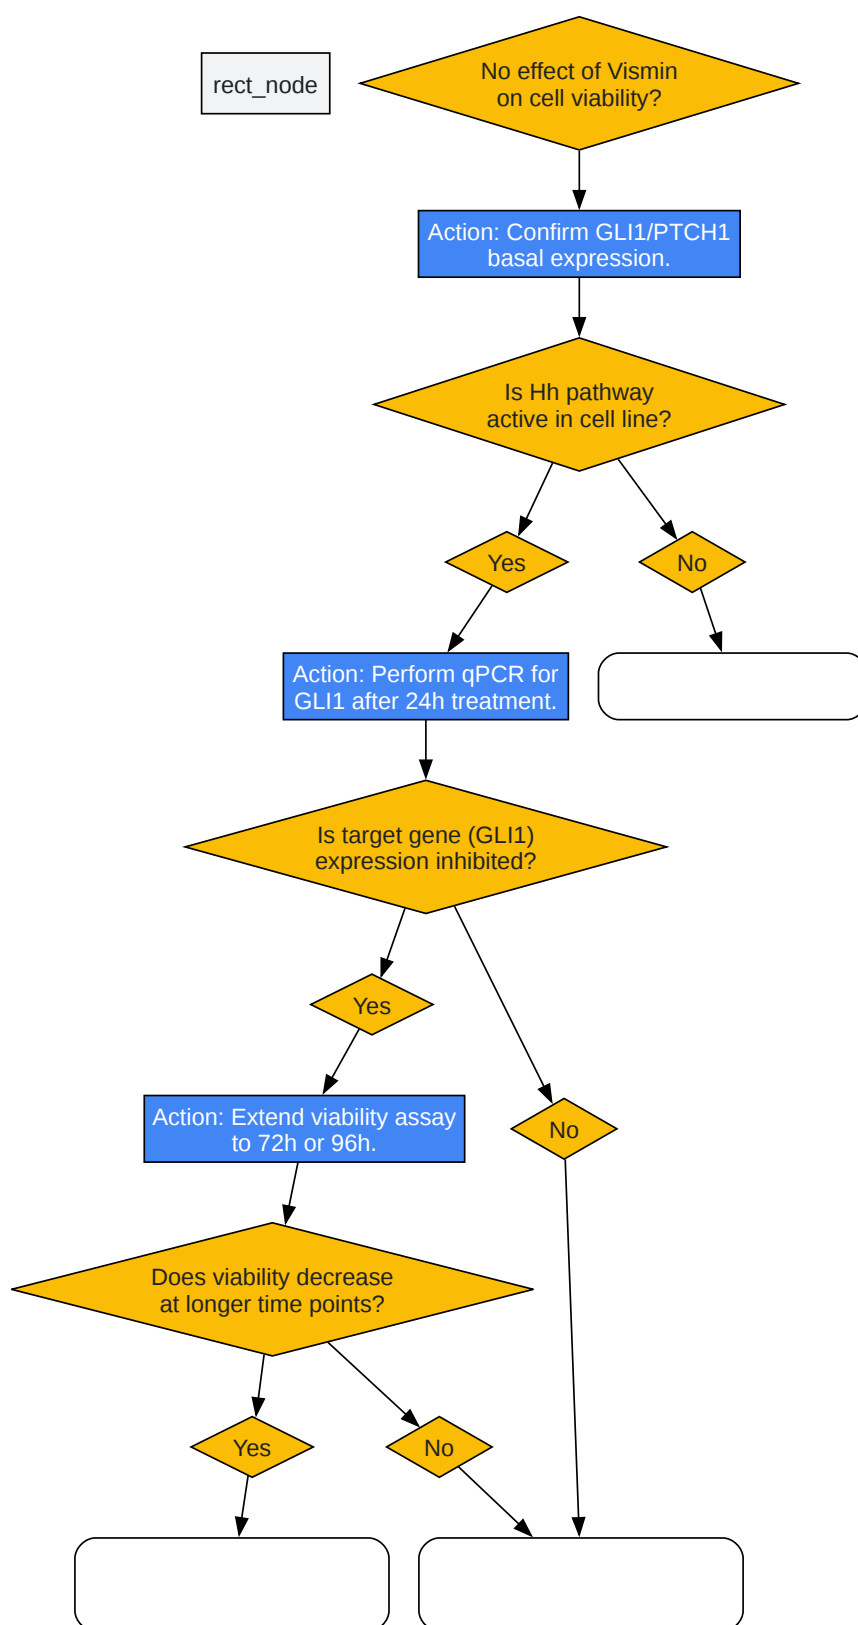 rect_node
No effect of Vismin
on cell viability?
Action: Confirm GLI1/PTCH1
basal expression.
Is Hh pathway
active in cell line?
Yes
No
Action: Perform qPCR for
GLI1 after 24h treatment.
Is target gene (GLI1)
expression inhibited?
Yes
No
Action: Extend viability assay
to 72h or 96h.
Does viability decrease
at longer time points?
Yes
No